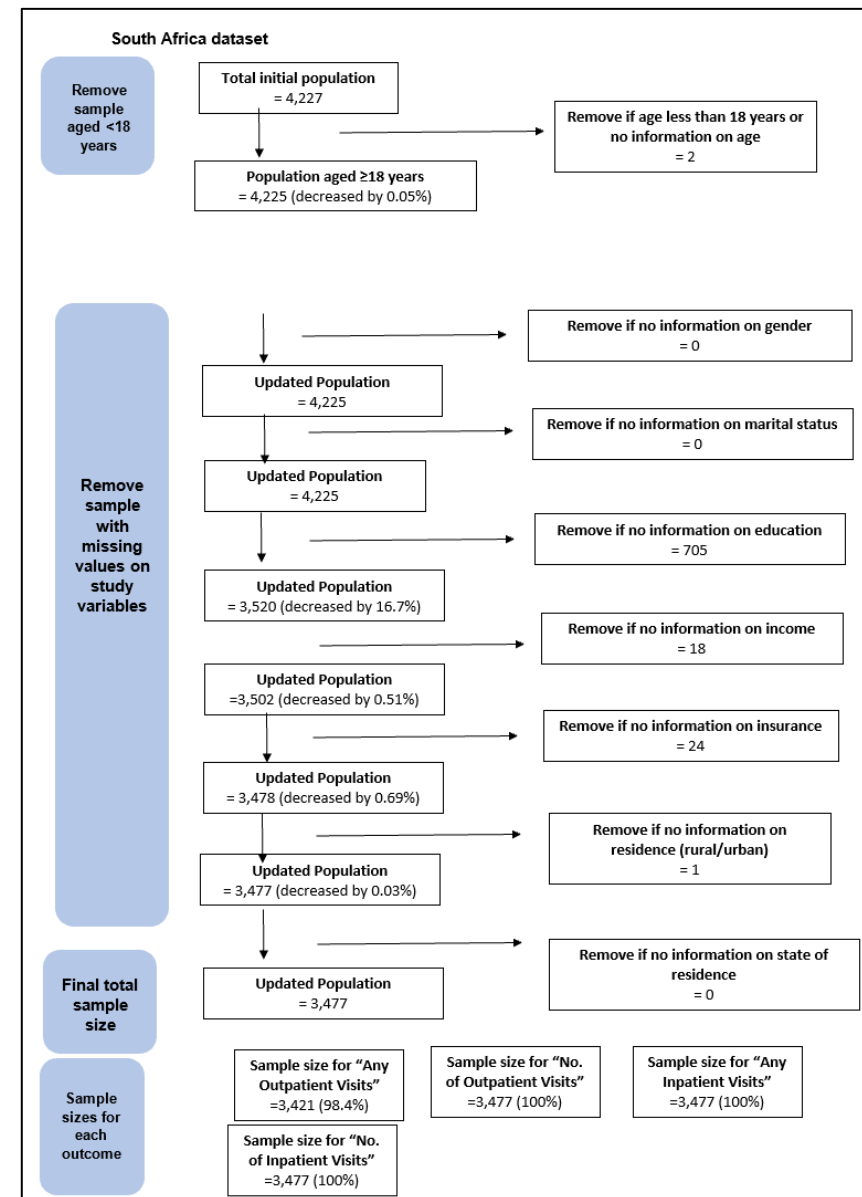 South Africa dataset
Remove
sample
aged <18
years
Total initial population
= 4,227
Remove if age less than 18 years or
no information on age
= 2
Population aged ≥18 years
= 4,225 (decreased by 0.05%)
Remove
sample
with
missing
values on
study
variables
Remove if no information on gender
= 0
Updated Population
= 4,225
Remove if no information on marital status
= 0
Updated Population
= 4,225
Remove if no information on education
= 705
Updated Population
= 3,520 (decreased by 16.7%)
Remove if no information on income
= 18
Updated Population
=3,502 (decreased by 0.51%)
Remove if no information on insurance
= 24
Updated Population
= 3,478 (decreased by 0.69%)
Remove if no information on
residence (rural/urban)
= 1
Updated Population
= 3,477 (decreased by 0.03%)
Remove if no information on state of
residence
= 0
Final total
sample
size
Updated Population
= 3,477
Sample
sizes for
each
outcome
Sample size for “Any
Outpatient Visits”
=3,421 (98.4%)
Sample size for “No.
of Outpatient Visits”
=3,477 (100%)
Sample size for “Any
Inpatient Visits”
=3,477 (100%)
Sample size for “No.
of Inpatient Visits”
=3,477 (100%)